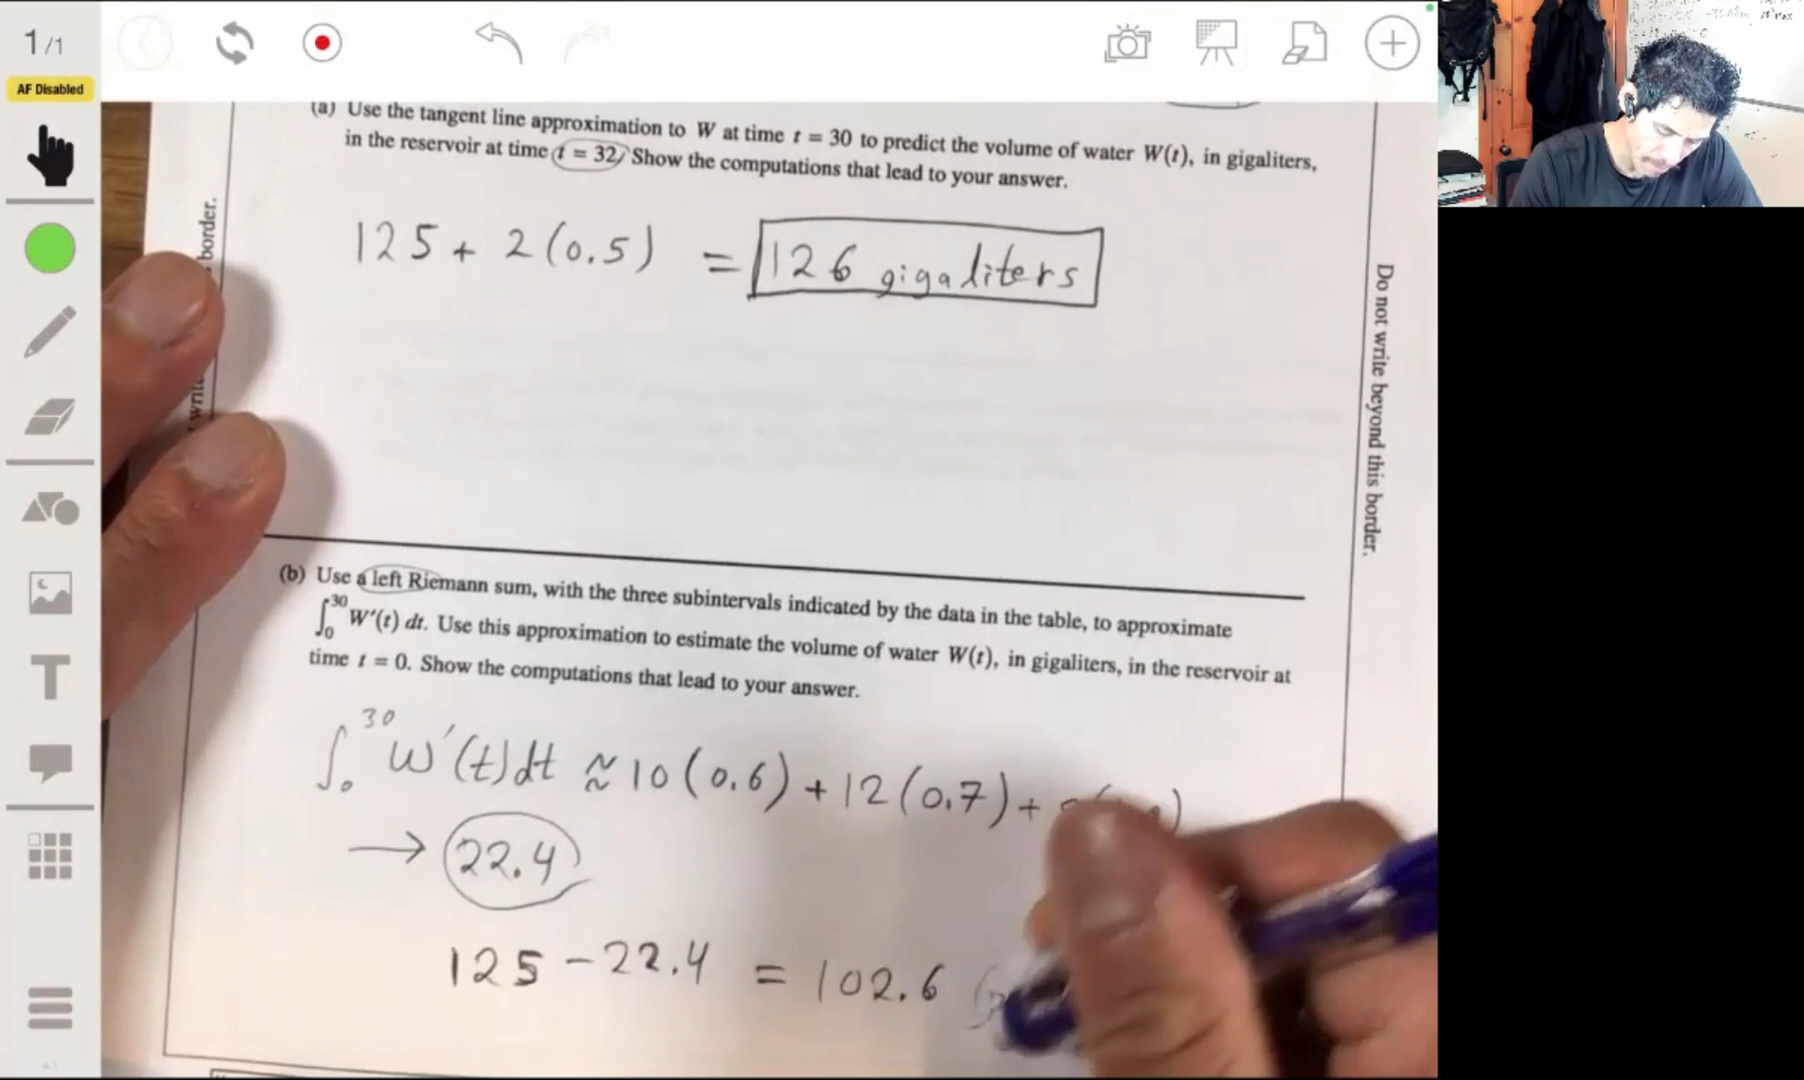 1/1
AF Disabled
(a) Use the tangent line approximation to W at time t = 30 to predict the volume of water W(t), in gigaliters,
in the reservoir at time t = 32. Show the computations that lead to your answer.
125 + 2(0.5) = 126 gigaliters
border.
Do not write beyond this border.
(b) Use a left Riemann sum, with the three subintervals indicated by the data in the table, to approximate
∫₀³⁰ W′(t) dt. Use this approximation to estimate the volume of water W(t), in gigaliters, in the reservoir at
time t = 0. Show the computations that lead to your answer.
∫₀³⁰ W′(t)dt ≈ 10(0.6) + 12(0.7) +
→ 22.4
125 - 22.4 = 102.6
T